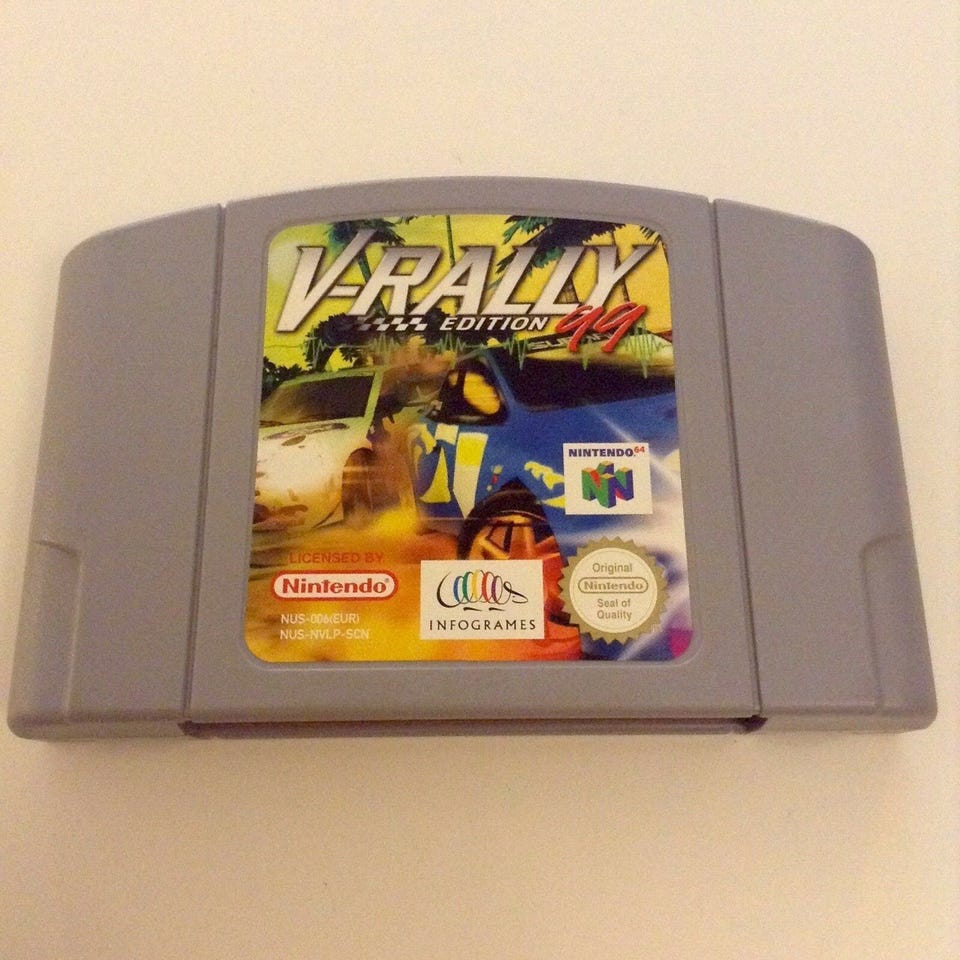 V-RALLY
EDITION 99
SUBARU
NINTENDO64
LICENSED BY
Nintendo®
NUS-006(EUR)
NUS-NVLP-SCN
INFOGRAMES
Original
Nintendo
Seal of
Quality